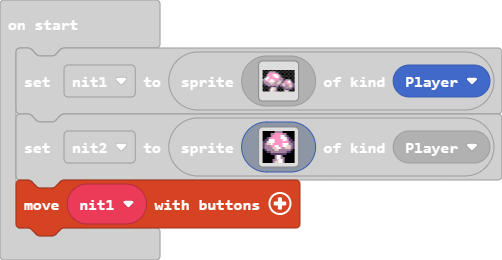 on start
set nit1 to sprite of kind Player
set nit2 to sprite of kind Player
move nit1 with buttons